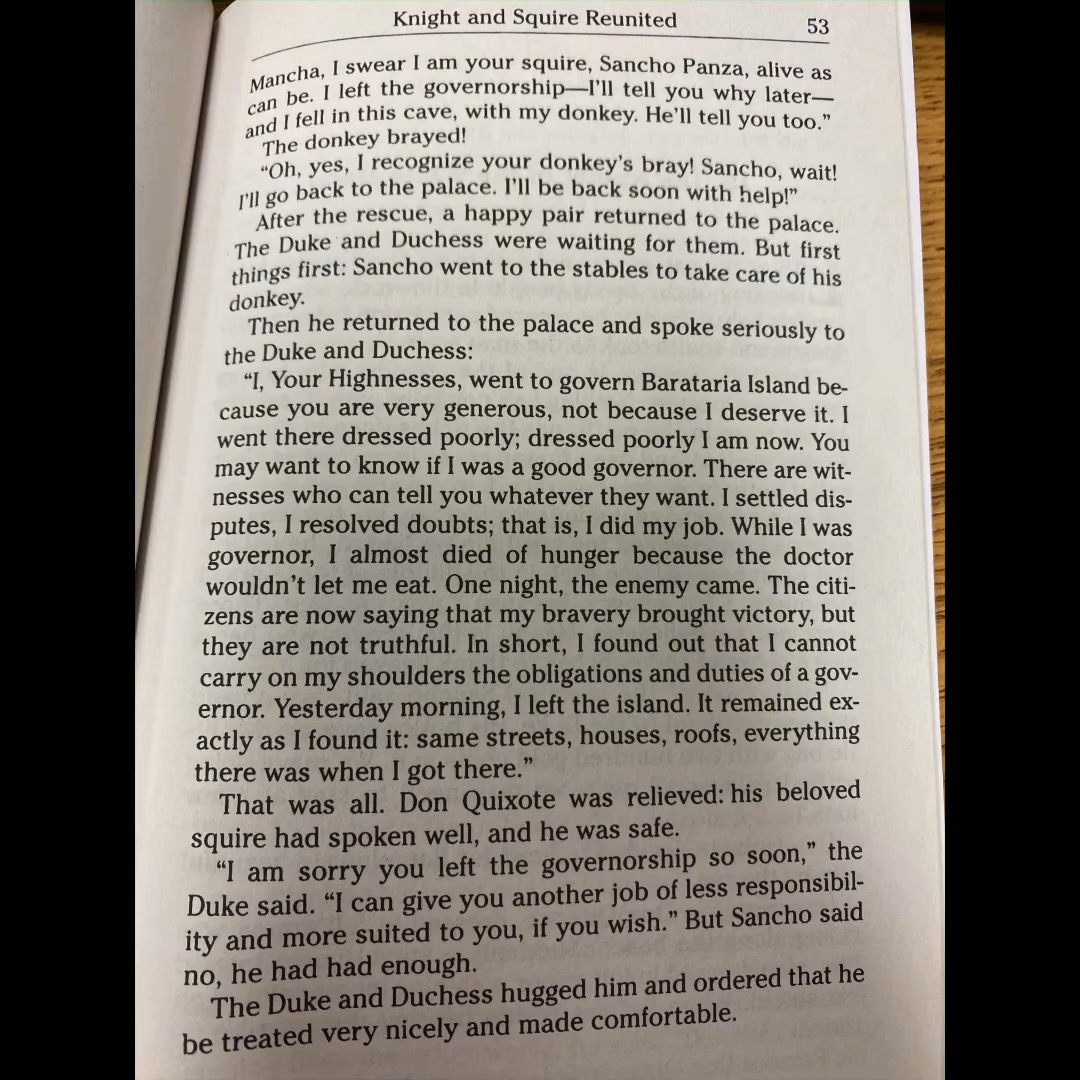 Knight and Squire Reunited 53
Mancha, I swear I am your squire, Sancho Panza, alive as
can be. I left the governorship—I'll tell you why later—
and I fell in this cave, with my donkey. He'll tell you too.”
The donkey brayed!
“Oh, yes, I recognize your donkey's bray! Sancho, wait!
I'll go back to the palace. I'll be back soon with help!”
After the rescue, a happy pair returned to the palace.
The Duke and Duchess were waiting for them. But first
things first: Sancho went to the stables to take care of his
donkey.
Then he returned to the palace and spoke seriously to
the Duke and Duchess:
“I, Your Highnesses, went to govern Barataria Island be-
cause you are very generous, not because I deserve it. I
went there dressed poorly; dressed poorly I am now. You
may want to know if I was a good governor. There are wit-
nesses who can tell you whatever they want. I settled dis-
putes, I resolved doubts; that is, I did my job. While I was
governor, I almost died of hunger because the doctor
wouldn't let me eat. One night, the enemy came. The citi-
zens are now saying that my bravery brought victory, but
they are not truthful. In short, I found out that I cannot
carry on my shoulders the obligations and duties of a gov-
ernor. Yesterday morning, I left the island. It remained ex-
actly as I found it: same streets, houses, roofs, everything
there was when I got there.”
That was all. Don Quixote was relieved: his beloved
squire had spoken well, and he was safe.
“I am sorry you left the governorship so soon,” the
Duke said. “I can give you another job of less responsibil-
ity and more suited to you, if you wish.” But Sancho said
no, he had had enough.
The Duke and Duchess hugged him and ordered that he
be treated very nicely and made comfortable.